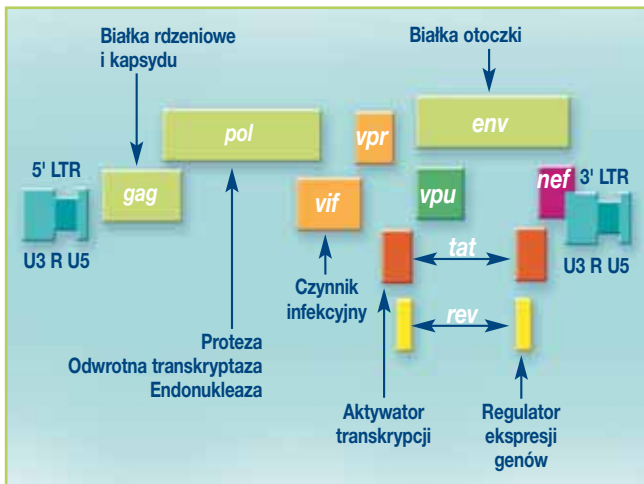 Białka rdzeniowe
i kapsydu
Białka otoczki
pol
vpr
env
5' LTR
gag
vif
vpu
nef
3' LTR
U3 R U5
U3 R U5
tat
Czynnik
infekcyjny
rev
Proteza
Odwrotna transkryptaza
Endonukleaza
Aktywator
transkrypcji
Regulator
ekspresji
genów